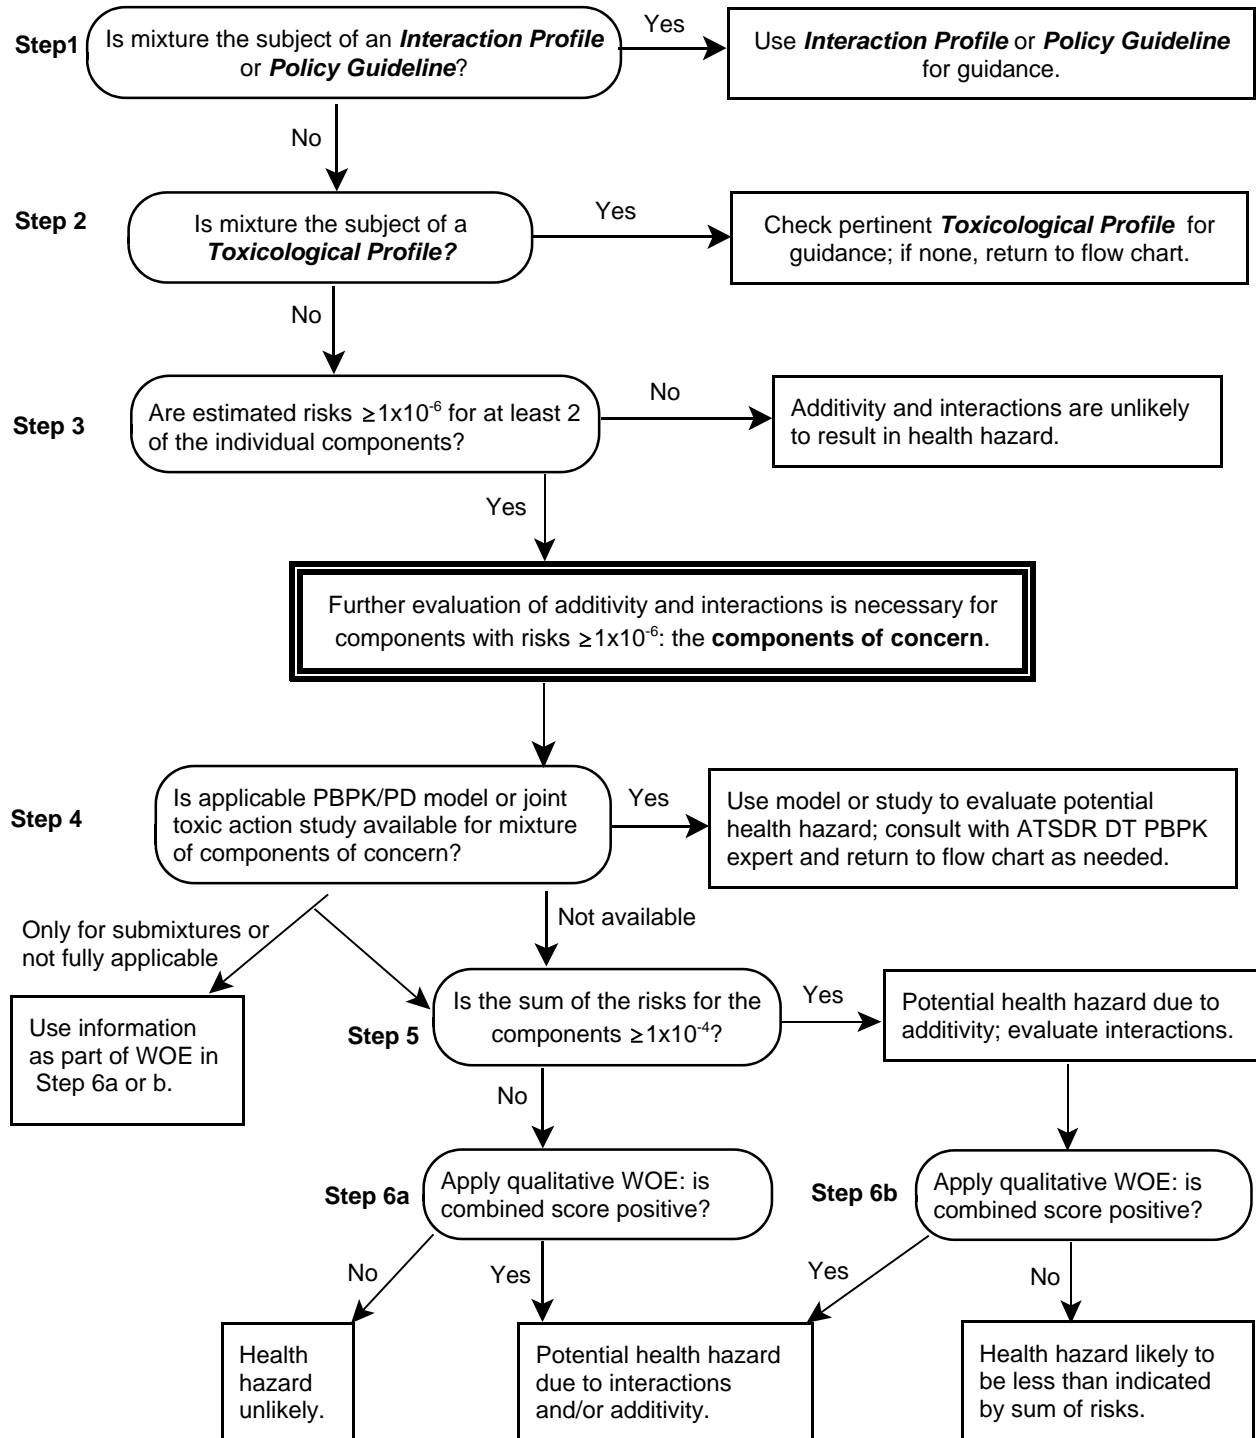 Step1
Is mixture the subject of an Interaction Profile
or Policy Guideline?
Yes
Use Interaction Profile or Policy Guideline
for guidance.
No
Step 2
Is mixture the subject of a
Toxicological Profile?
Yes
Check pertinent Toxicological Profile for
guidance; if none, return to flow chart.
No
Step 3
Are estimated risks ≥1x10⁻⁶ for at least 2
of the individual components?
No
Additivity and interactions are unlikely
to result in health hazard.
Yes
Further evaluation of additivity and interactions is necessary for
components with risks ≥1x10⁻⁶: the components of concern.
Step 4
Is applicable PBPK/PD model or joint
toxic action study available for mixture
of components of concern?
Yes
Use model or study to evaluate potential
health hazard; consult with ATSDR DT PBPK
expert and return to flow chart as needed.
Only for submixtures or
not fully applicable
Not available
Use information
as part of WOE in
Step 6a or b.
Step 5
Is the sum of the risks for the
components ≥1x10⁻⁴?
Yes
Potential health hazard due to
additivity; evaluate interactions.
No
Step 6a
Apply qualitative WOE: is
combined score positive?
Step 6b
Apply qualitative WOE: is
combined score positive?
No
Yes
Yes
No
Health
hazard
unlikely.
Potential health hazard
due to interactions
and/or additivity.
Health hazard likely to
be less than indicated
by sum of risks.